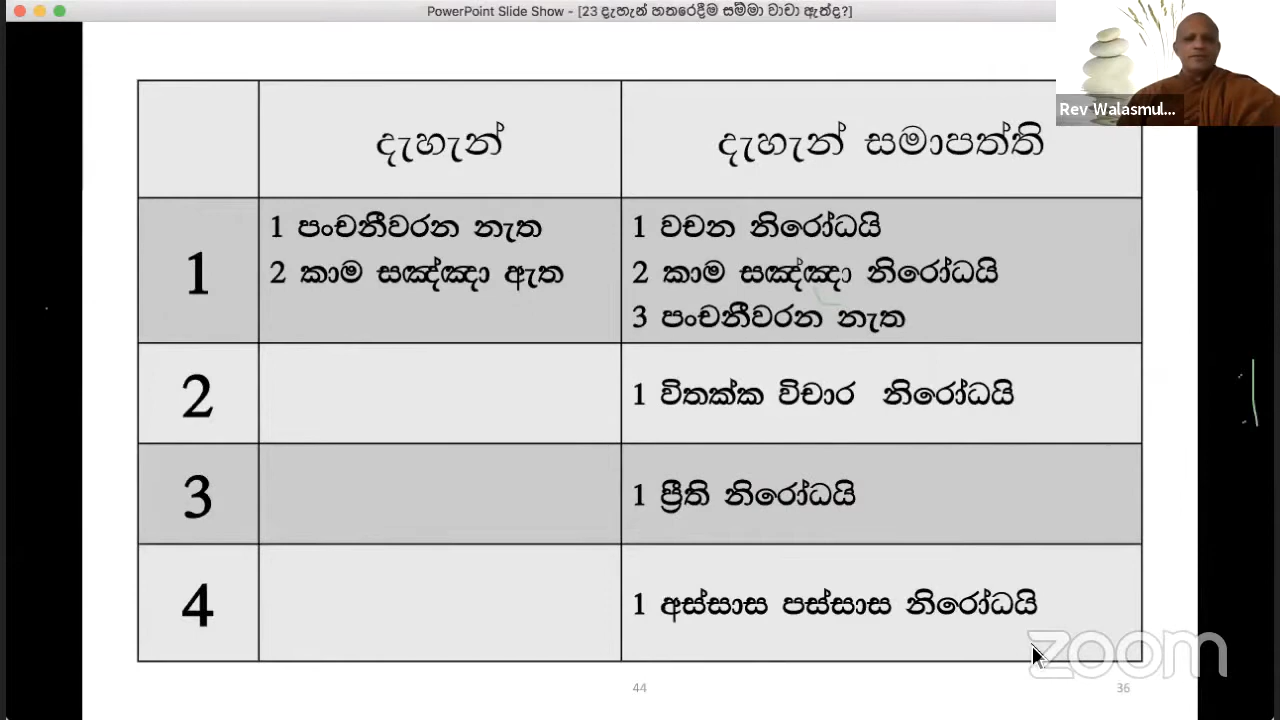 PowerPoint Slide Show - [23 දැහැන් හතරෙදීම සම්මා වාචා ඇත්ද?]
Rev Walasmul...
දැහැන් දැහැන් සමාපත්ති
1
1 පංචනීවරන නැත
2 කාම සඤ්ඤා ඇත
1 වචන නිරෝධයි
2 කාම සඤ්ඤා නිරෝධයි
3 පංචනීවරන නැත
2
1 විතක්ක විචාර නිරෝධයි
3
1 ප්‍රීති නිරෝධයි
4
1 අස්සාස පස්සාස නිරෝධයි
zoom
44 36